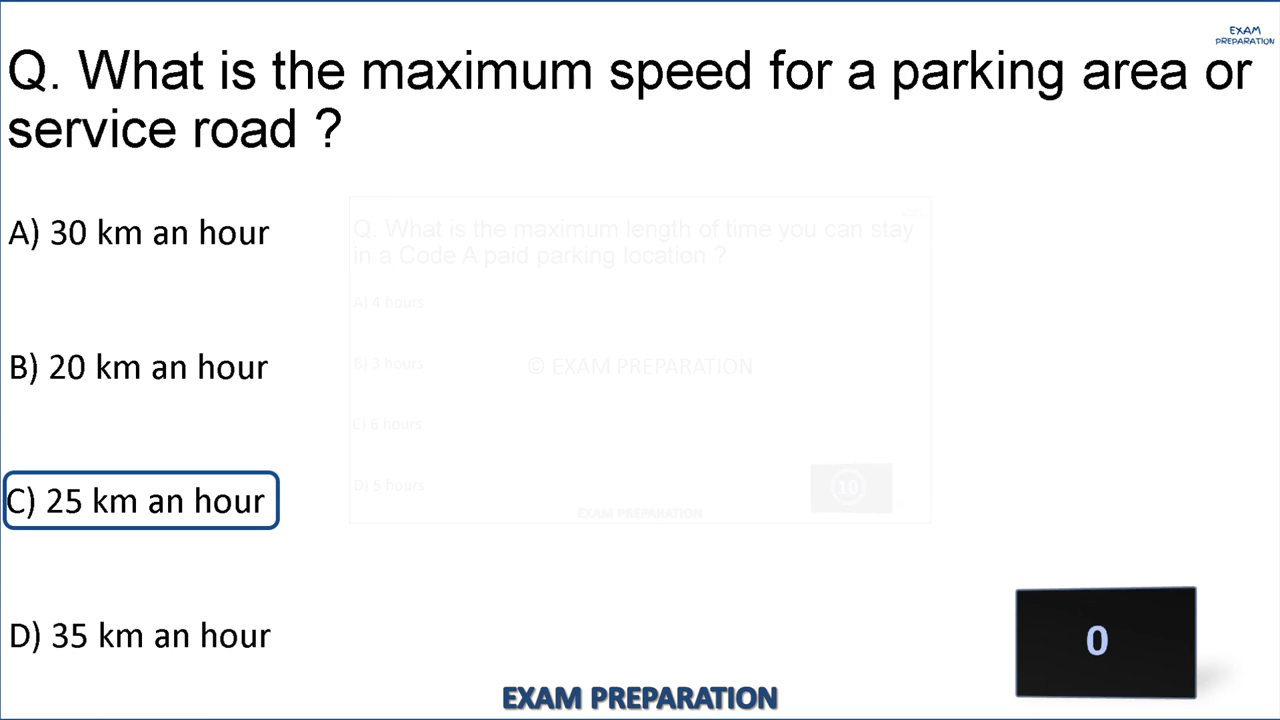 EXAM
PREPARATION
Q. What is the maximum speed for a parking area or
service road ?
A) 30 km an hour
Q. What is the maximum length of time you can stay
in a Code A paid parking location ?
A) 4 hours
B) 20 km an hour
B) 3 hours
© EXAM PREPARATION
C) 6 hours
C) 25 km an hour
D) 5 hours
10
EXAM PREPARATION
D) 35 km an hour
0
EXAM PREPARATION